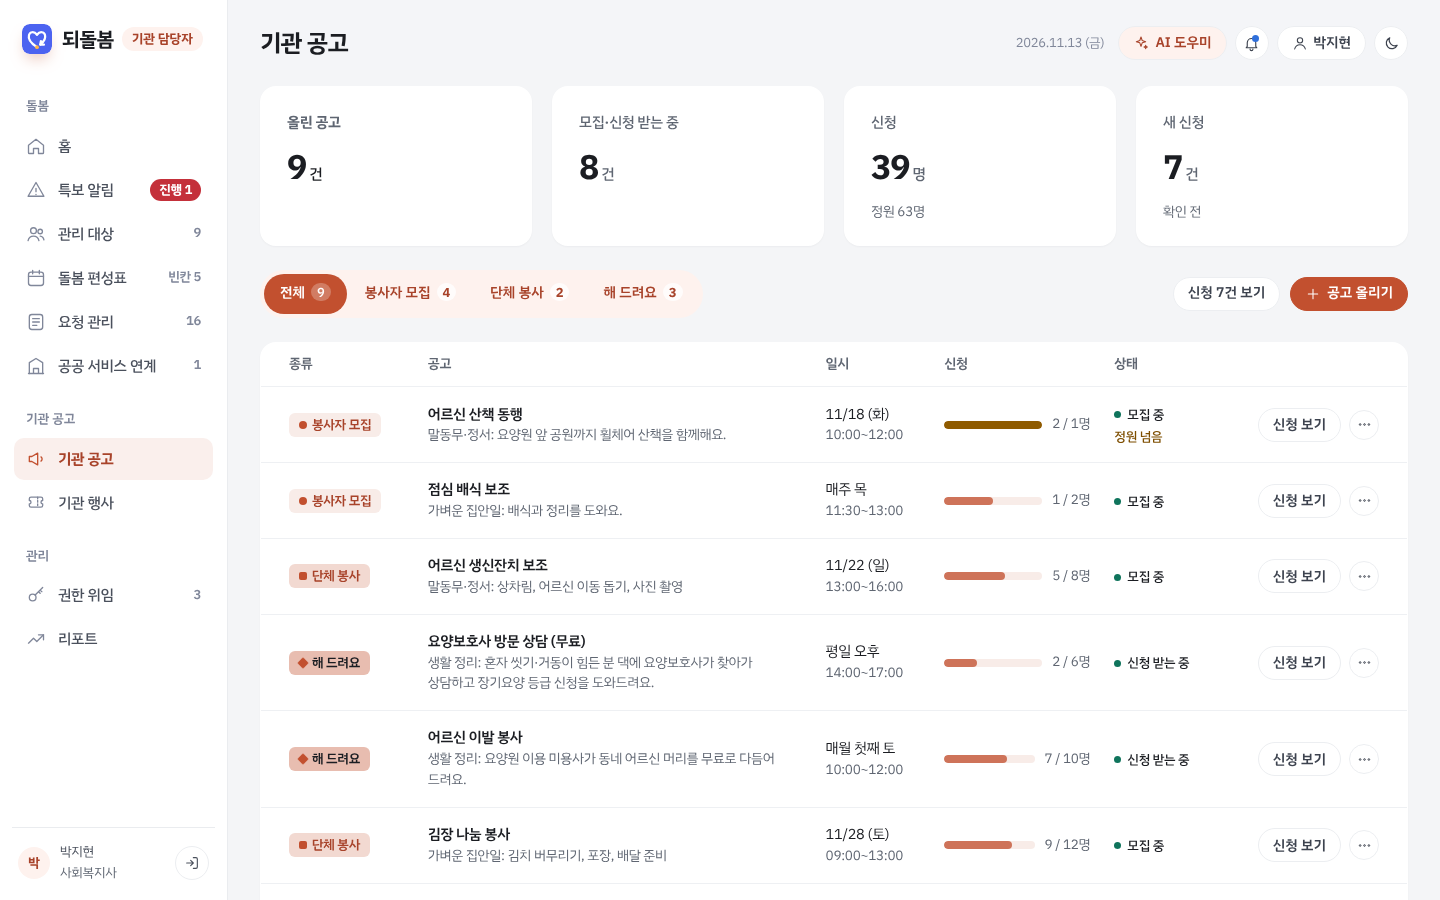 되돌봄 기관 담당자
돌봄
홈
특보 알림 진행 1
관리 대상 9
돌봄 편성표 빈칸 5
요청 관리 16
공공 서비스 연계 1
기관 공고
기관 공고
기관 행사
관리
권한 위임 3
리포트
박 박지현
사회복지사
기관 공고
2026.11.13 (금) AI 도우미 박지현
올린 공고
9건
모집·신청 받는 중
8건
신청
39명
정원 63명
새 신청
7건
확인 전
전체 9 봉사자 모집 4 단체 봉사 2 해 드려요 3
신청 7건 보기 + 공고 올리기
종류 공고 일시 신청 상태
봉사자 모집
어르신 산책 동행
말동무·정서: 요양원 앞 공원까지 휠체어 산책을 함께해요.
11/18 (화)
10:00~12:00
2 / 1명
모집 중
정원 넘음
신청 보기
봉사자 모집
점심 배식 보조
가벼운 집안일: 배식과 정리를 도와요.
매주 목
11:30~13:00
1 / 2명
모집 중
신청 보기
단체 봉사
어르신 생신잔치 보조
말동무·정서: 상차림, 어르신 이동 돕기, 사진 촬영
11/22 (일)
13:00~16:00
5 / 8명
모집 중
신청 보기
해 드려요
요양보호사 방문 상담 (무료)
생활 정리: 혼자 씻기·거동이 힘든 분 댁에 요양보호사가 찾아가
상담하고 장기요양 등급 신청을 도와드려요.
평일 오후
14:00~17:00
2 / 6명
신청 받는 중
신청 보기
해 드려요
어르신 이발 봉사
생활 정리: 요양원 이용 미용사가 동네 어르신 머리를 무료로 다듬어
드려요.
매월 첫째 토
10:00~12:00
7 / 10명
신청 받는 중
신청 보기
단체 봉사
김장 나눔 봉사
가벼운 집안일: 김치 버무리기, 포장, 배달 준비
11/28 (토)
09:00~13:00
9 / 12명
모집 중
신청 보기